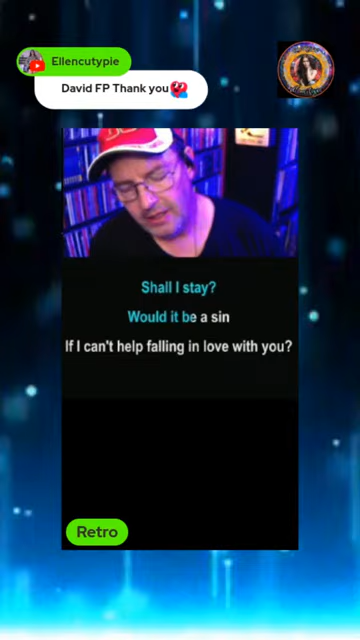 Ellencutypie
David FP Thank you
Shall I stay?
Would it be a sin
If I can't help falling in love with you?
Retro